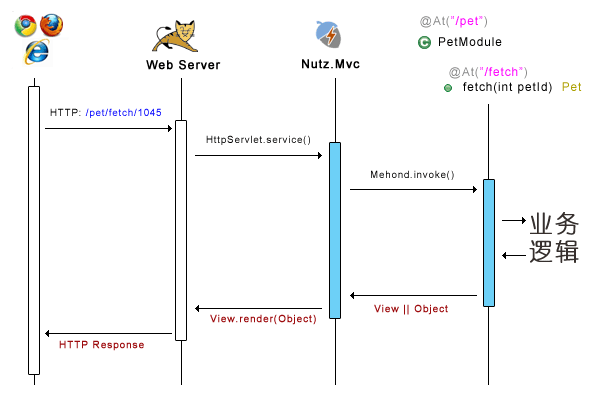 @At("/pet")
C PetModule
Web Server
Nutz.Mvc
@At("/fetch")
fetch(int petId) Pet
HTTP: /pet/fetch/1045
HttpServlet.service()
Mehond.invoke()
业务
逻辑
View || Object
View.render(Object)
HTTP Response